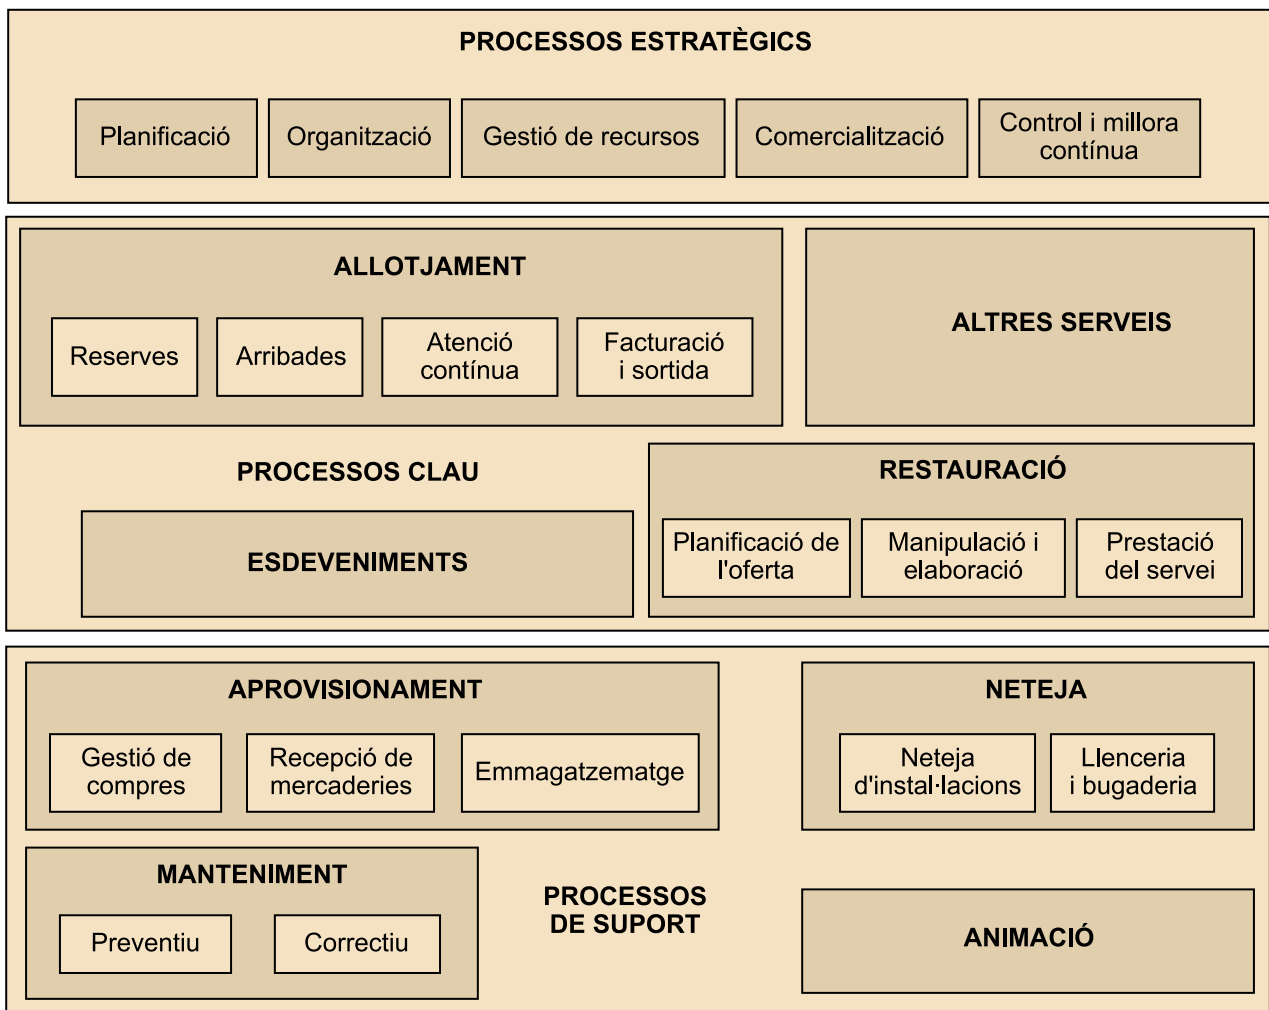 PROCESSOS ESTRATÈGICS
Planificació
Organització
Gestió de recursos
Comercialització
Control i millora
contínua
ALLOTJAMENT
Reserves
Arribades
Atenció
contínua
Facturació
i sortida
ALTRES SERVEIS
PROCESSOS CLAU
ESDEVENIMENTS
RESTAURACIÓ
Planificació de
l'oferta
Manipulació i
elaboració
Prestació
del servei
APROVISIONAMENT
Gestió de
compres
Recepció de
mercaderies
Emmagatzematge
NETEJA
Neteja
d'instal·lacions
Llenceria
i bugaderia
MANTENIMENT
Preventiu
Correctiu
PROCESSOS
DE SUPORT
ANIMACIÓ